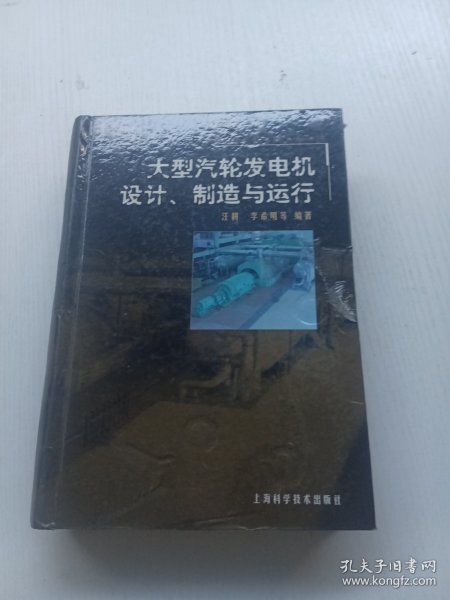 大型汽轮发电机
设计、制造与运行
汪耕 李希明等 编著
上海科学技术出版社
孔夫子旧书网
www.kongfz.com